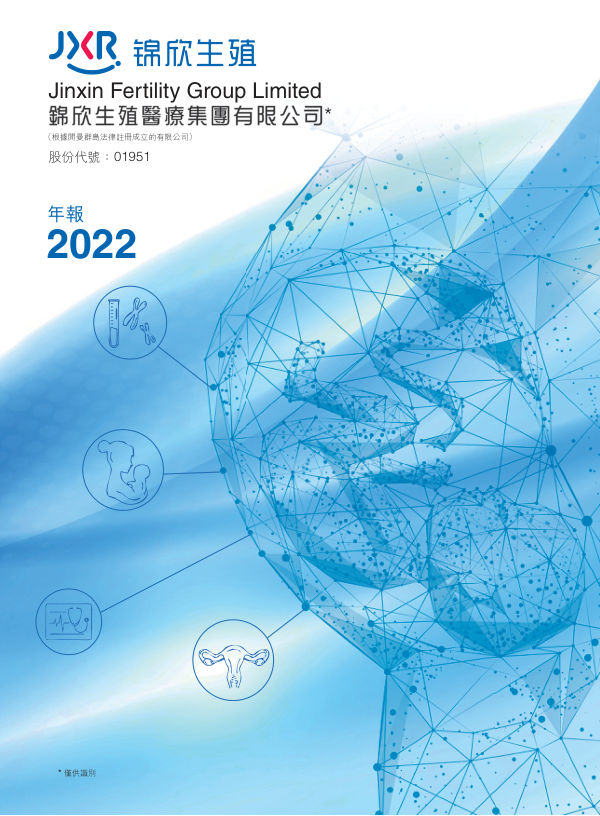 JXR 锦欣生殖
Jinxin Fertility Group Limited
錦欣生殖醫療集團有限公司*
（根據開曼群島法律註冊成立的有限公司）
股份代號：01951
年報
2022
* 僅供識別